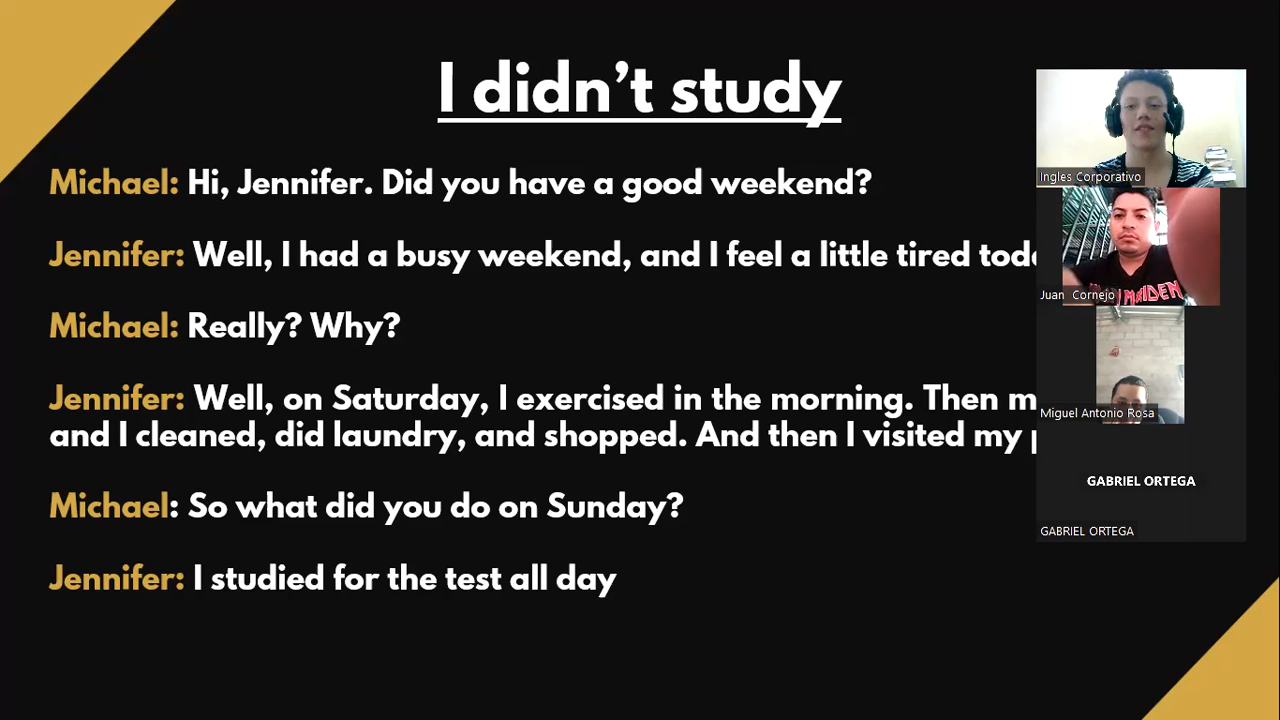 I didn't study
Michael: Hi, Jennifer. Did you have a good weekend?
Jennifer: Well, I had a busy weekend, and I feel a little tired
Michael: Really? Why?
Jennifer: Well, on Saturday, I exercised in the morning. Then
and I cleaned, did laundry, and shopped. And then I visited my
Michael: So what did you do on Sunday?
Jennifer: I studied for the test all day
Ingles Corporativo
Juan Cornejo
MAIDEN
Miguel Antonio Rosa
GABRIEL ORTEGA
GABRIEL ORTEGA